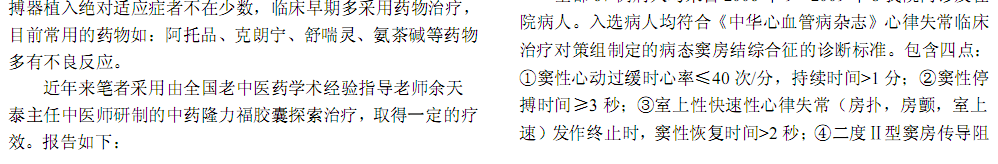 搏器植入绝对适应症者不在少数，临床早期多采用药物治疗，
目前常用的药物如：阿托品、克朗宁、舒喘灵、氨茶碱等药物
多有不良反应。
近年来笔者采用由全国老中医药学术经验指导老师余天
泰主任中医师研制的中药隆力福胶囊探索治疗，取得一定的疗
效。报告如下：
院病人。入选病人均符合《中华心血管病杂志》心律失常临床
治疗对策组制定的病态窦房结综合征的诊断标准。包含四点：
①窦性心动过缓时心率≤40 次/分，持续时间>1 分；②窦性停
搏时间≥3 秒；③室上性快速性心律失常（房扑，房颤，室上
速）发作终止时，窦性恢复时间>2 秒；④二度Ⅱ型窦房传导阻